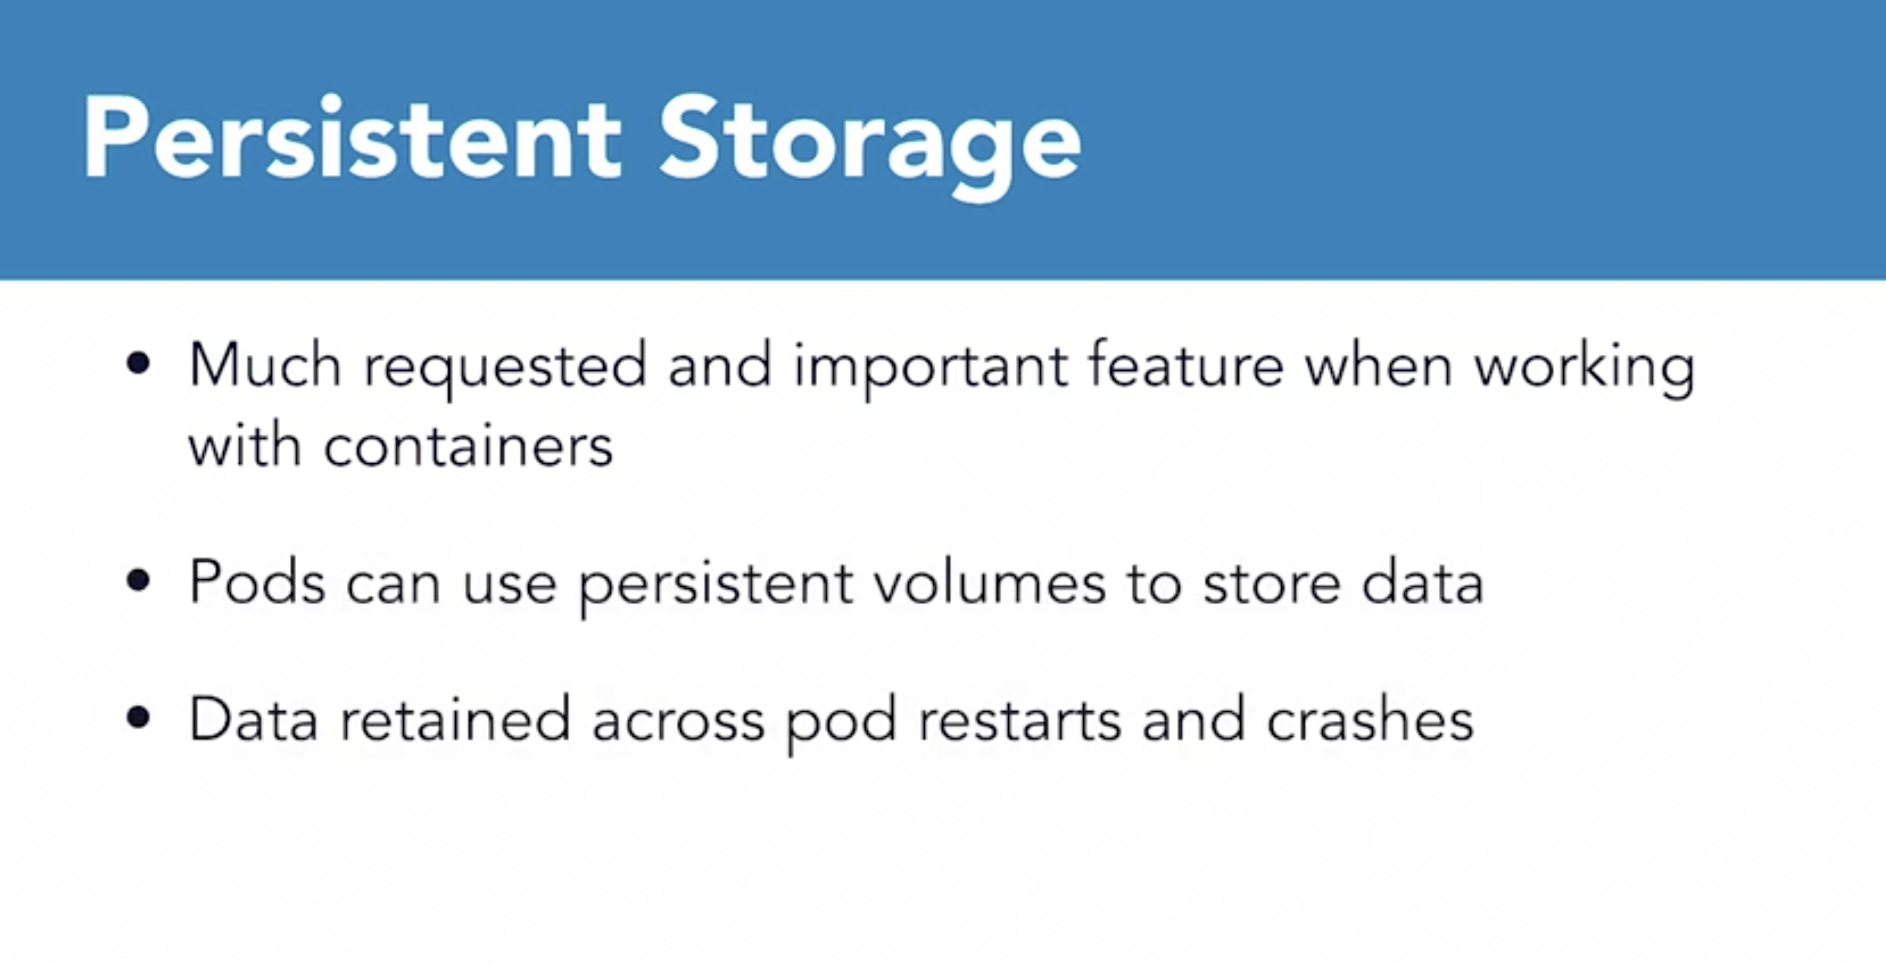 Persistent Storage
• Much requested and important feature when working
with containers
• Pods can use persistent volumes to store data
• Data retained across pod restarts and crashes